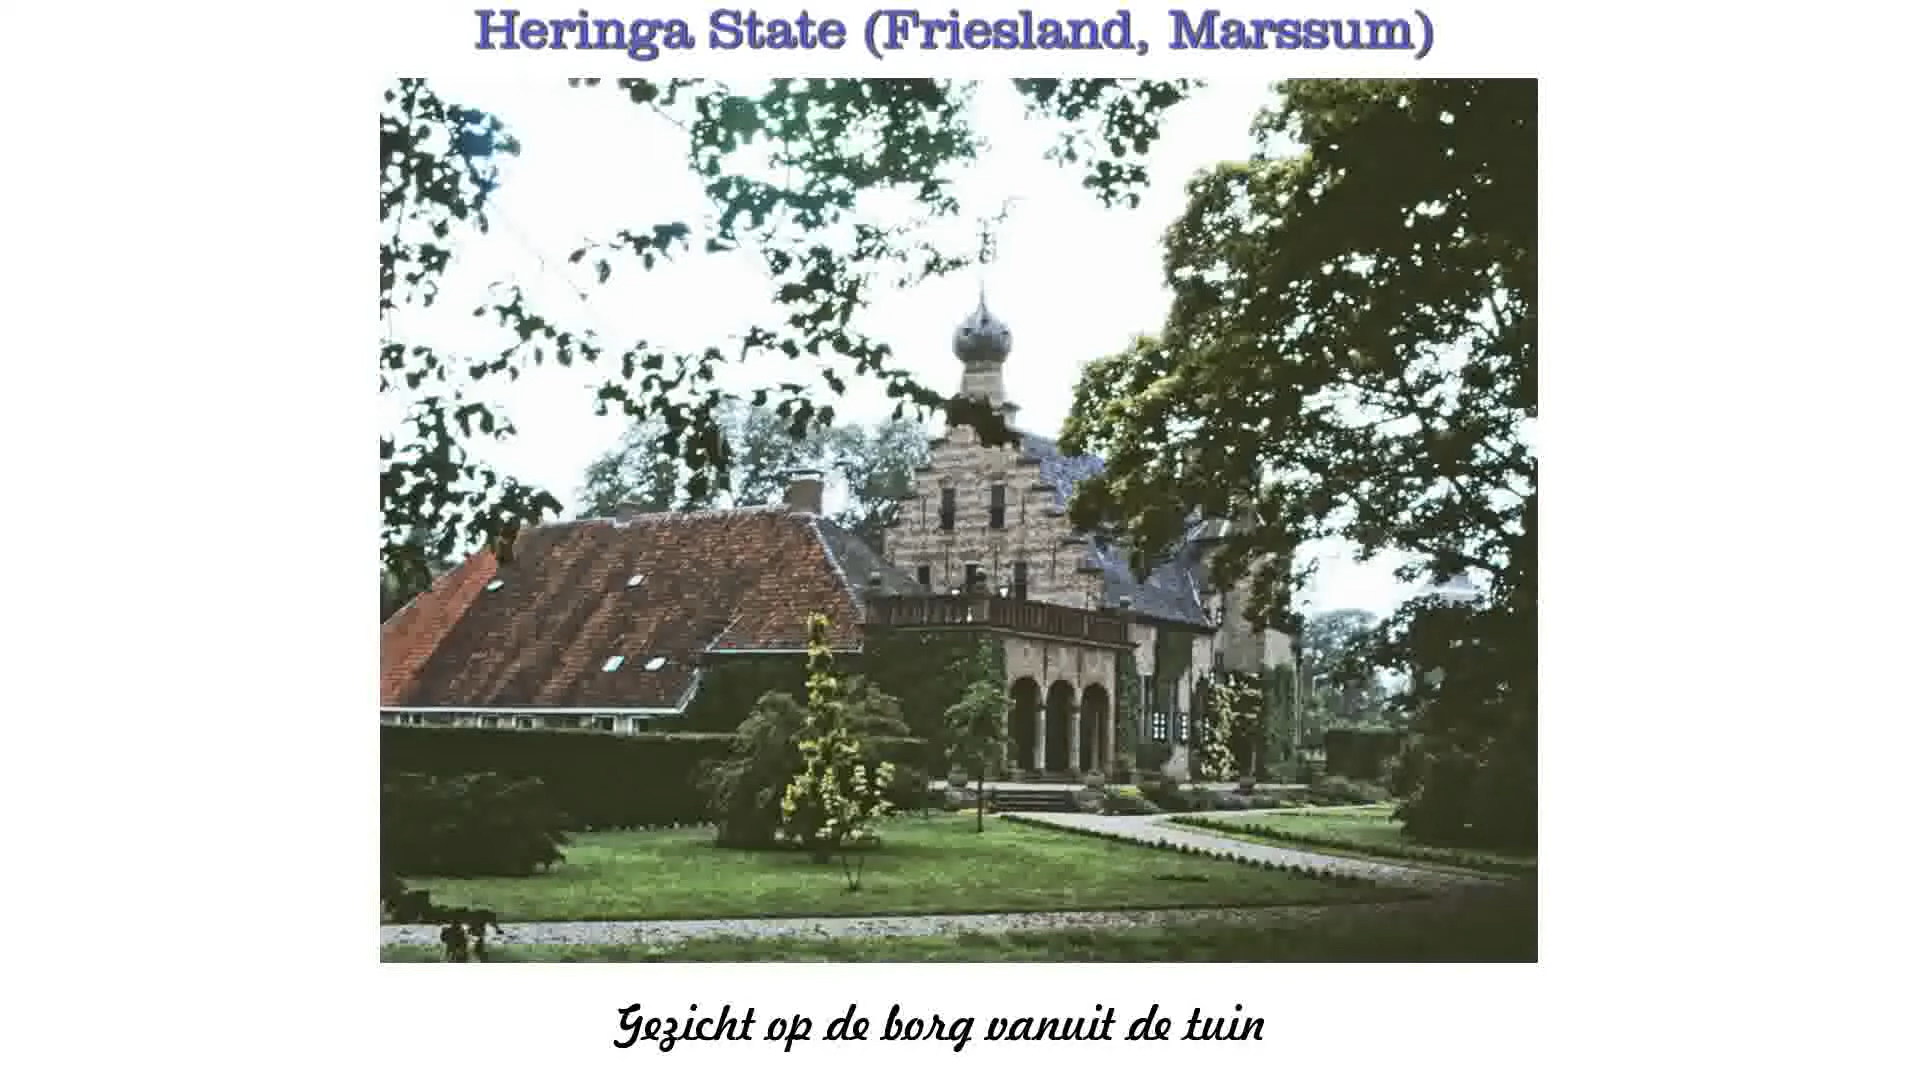 Heringa State (Friesland, Marssum)
Gezicht op de borg vanuit de tuin